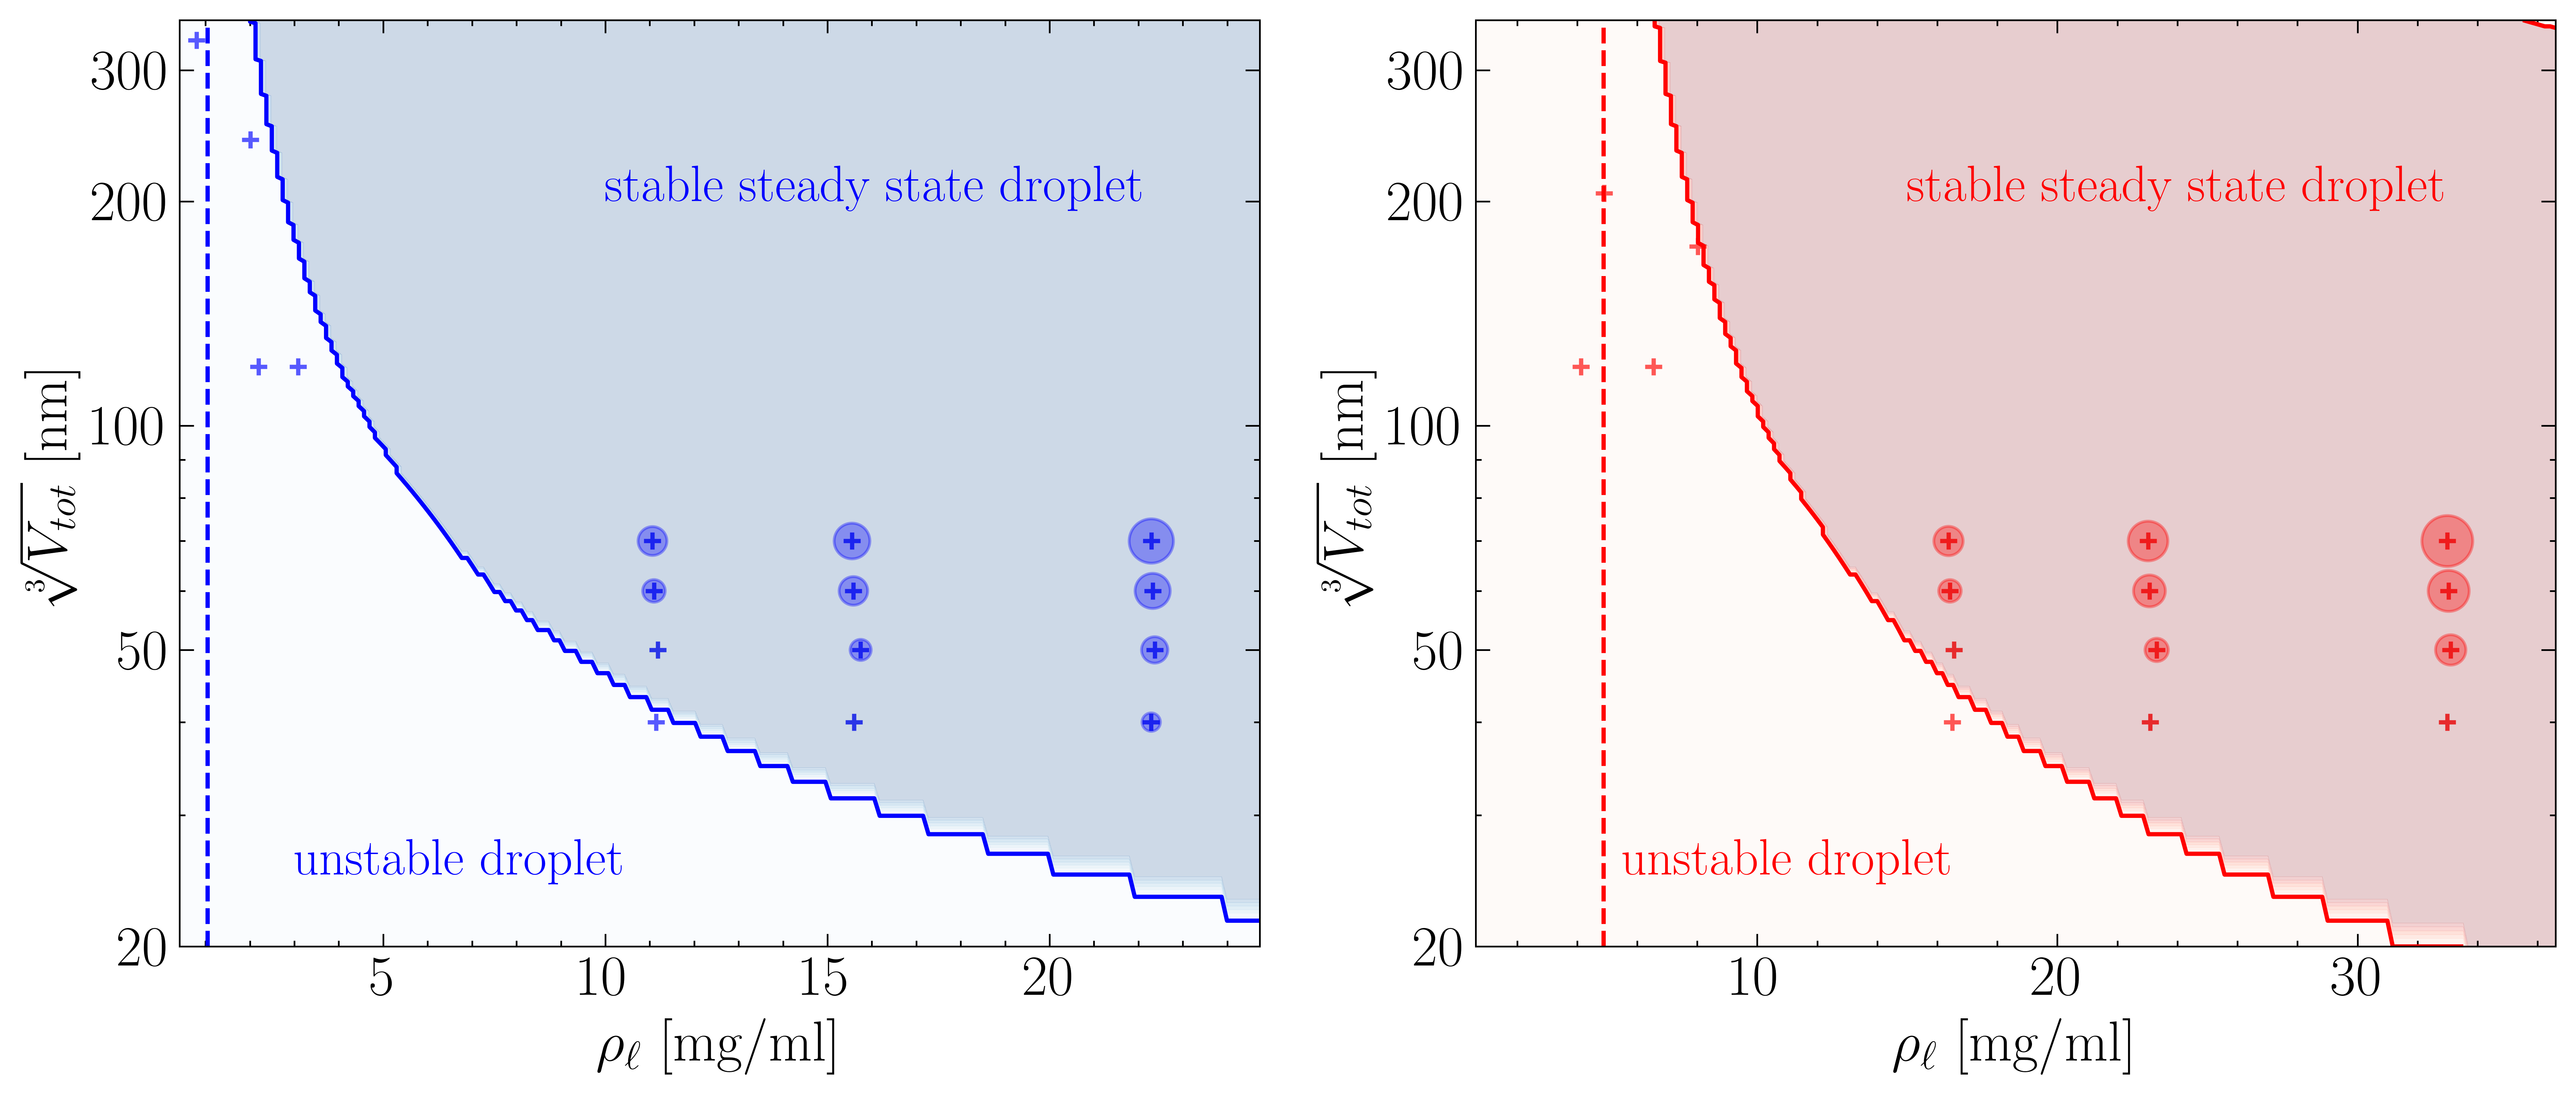 300
200
100
50
20
∛V_tot [nm]
stable steady state droplet
unstable droplet
5
10
15
20
ρ_ℓ [mg/ml]
300
200
100
50
20
∛V_tot [nm]
stable steady state droplet
unstable droplet
10
20
30
ρ_ℓ [mg/ml]